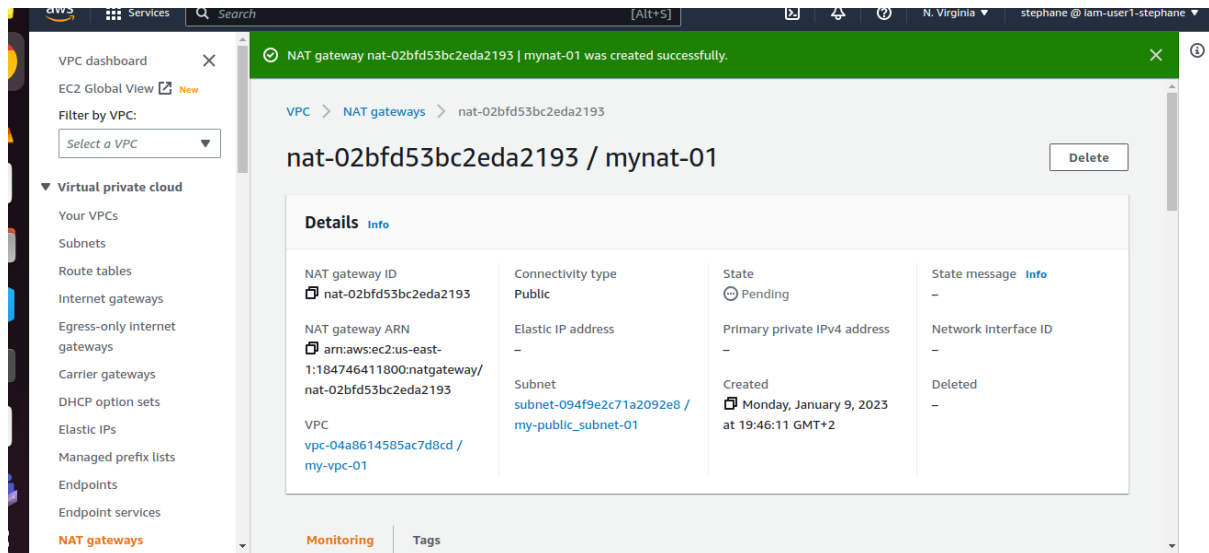 aws Services Search [Alt+S] N. Virginia stephane @ iam-user1-stephane
VPC dashboard
EC2 Global View New
Filter by VPC:
Select a VPC
Virtual private cloud
Your VPCs
Subnets
Route tables
Internet gateways
Egress-only internet
gateways
Carrier gateways
DHCP option sets
Elastic IPs
Managed prefix lists
Endpoints
Endpoint services
NAT gateways
NAT gateway nat-02bfd53bc2eda2193 | mynat-01 was created successfully.
VPC > NAT gateways > nat-02bfd53bc2eda2193
nat-02bfd53bc2eda2193 / mynat-01
Delete
Details Info
NAT gateway ID
nat-02bfd53bc2eda2193
NAT gateway ARN
arn:aws:ec2:us-east-
1:184746411800:natgateway/
nat-02bfd53bc2eda2193
VPC
vpc-04a8614585ac7d8cd /
my-vpc-01
Connectivity type
Public
Elastic IP address
–
Subnet
subnet-094f9e2c71a2092e8 /
my-public_subnet-01
State
Pending
Primary private IPv4 address
–
Created
Monday, January 9, 2023
at 19:46:11 GMT+2
State message Info
–
Network interface ID
–
Deleted
–
Monitoring
Tags